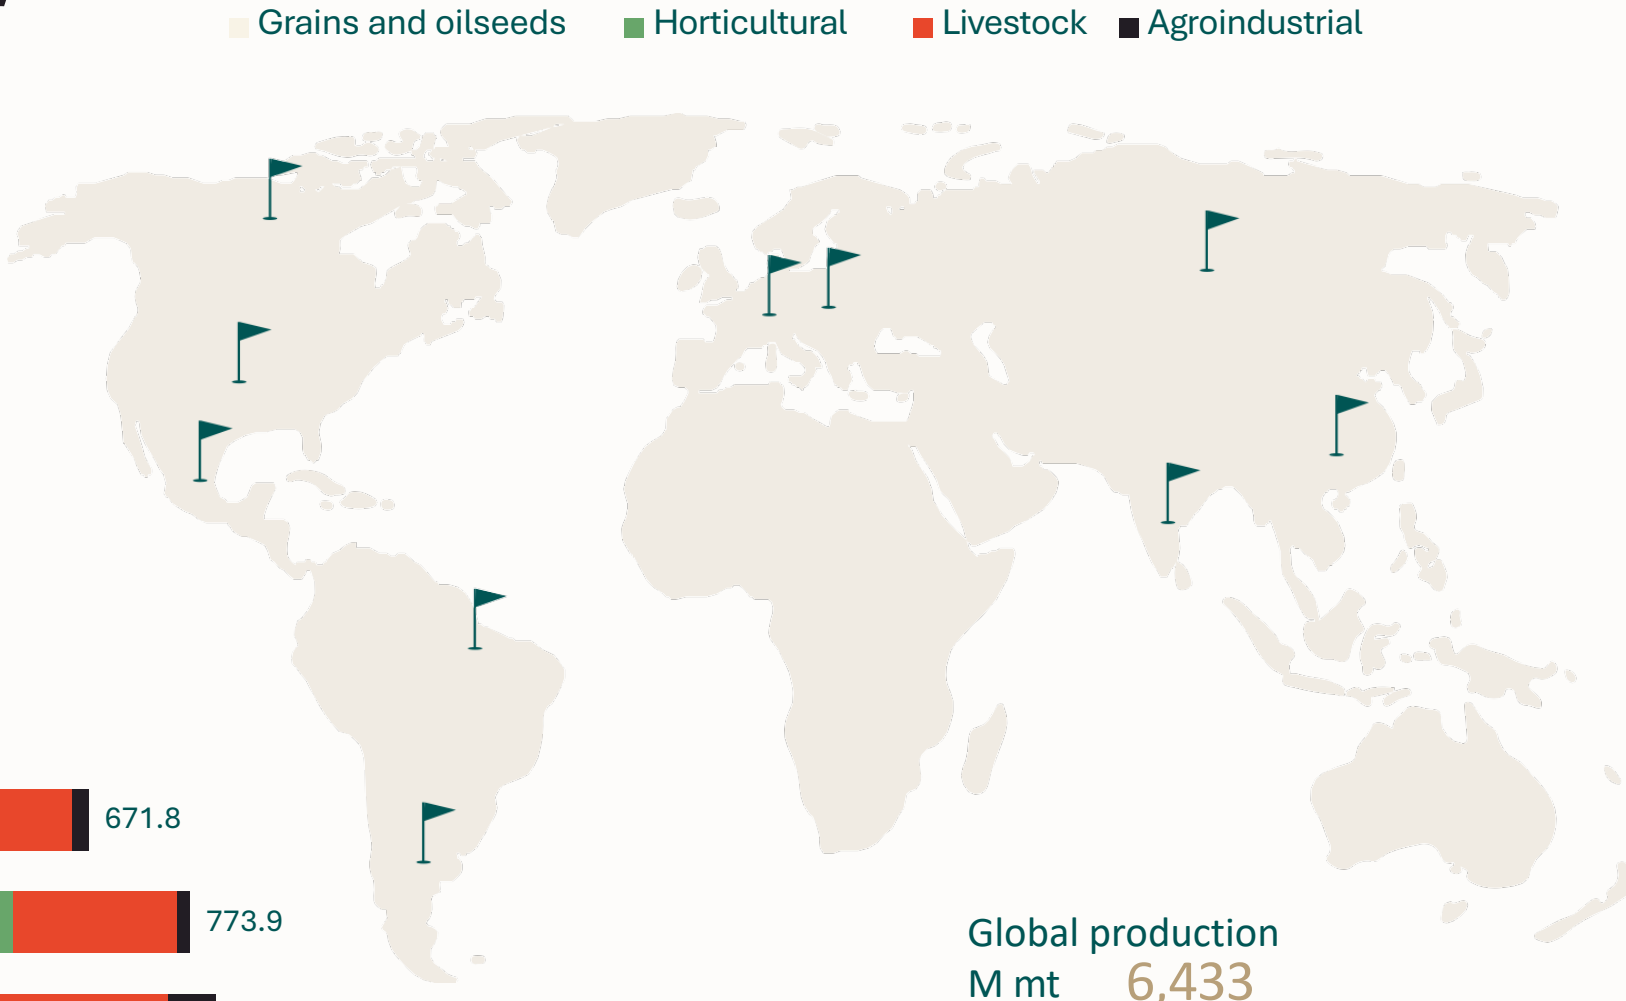 Grains and oilseeds Horticultural Livestock Agroindustrial
671.8
773.9
Global production
M mt 6,433